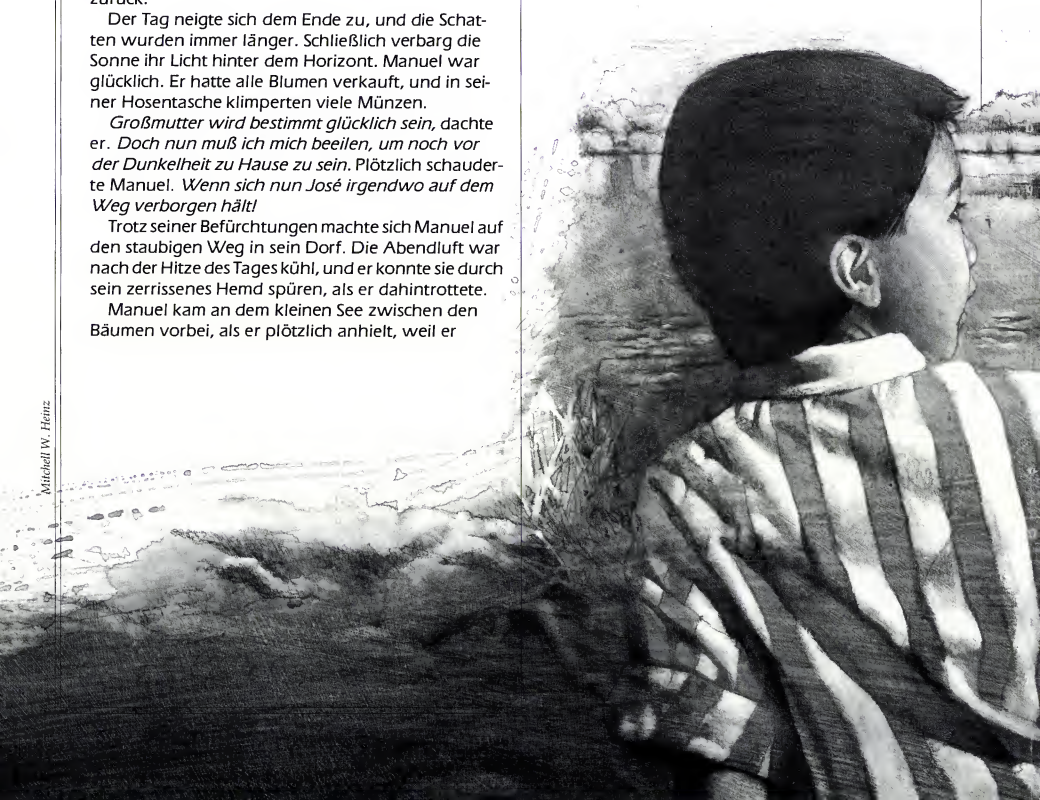 zurück.
Der Tag neigte sich dem Ende zu, und die Schat-
ten wurden immer länger. Schließlich verbarg die
Sonne ihr Licht hinter dem Horizont. Manuel war
glücklich. Er hatte alle Blumen verkauft, und in sei-
ner Hosentasche klimperten viele Münzen.
Großmutter wird bestimmt glücklich sein, dachte
er. Doch nun muß ich mich beeilen, um noch vor
der Dunkelheit zu Hause zu sein. Plötzlich schauder-
te Manuel. Wenn sich nun José irgendwo auf dem
Weg verborgen hält!
Trotz seiner Befürchtungen machte sich Manuel auf
den staubigen Weg in sein Dorf. Die Abendluft war
nach der Hitze des Tages kühl, und er konnte sie durch
sein zerrissenes Hemd spüren, als er dahintrottete.
Manuel kam an dem kleinen See zwischen den
Bäumen vorbei, als er plötzlich anhielt, weil er
Mitchell W. Heinz